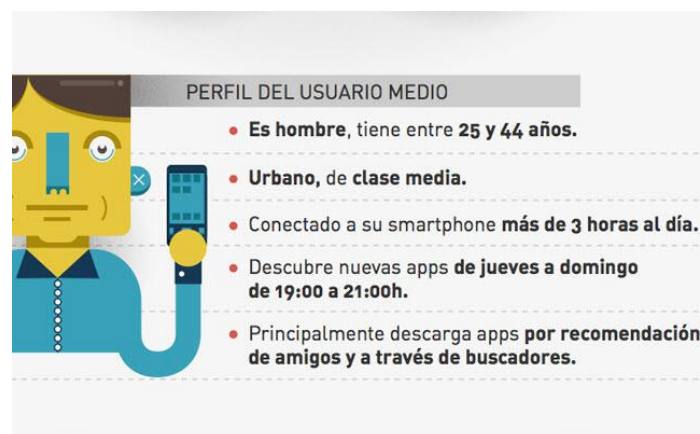 PERFIL DEL USUARIO MEDIO
• Es hombre, tiene entre 25 y 44 años.
• Urbano, de clase media.
• Conectado a su smartphone más de 3 horas al día.
• Descubre nuevas apps de jueves a domingo
de 19:00 a 21:00h.
• Principalmente descarga apps por recomendación
de amigos y a través de buscadores.